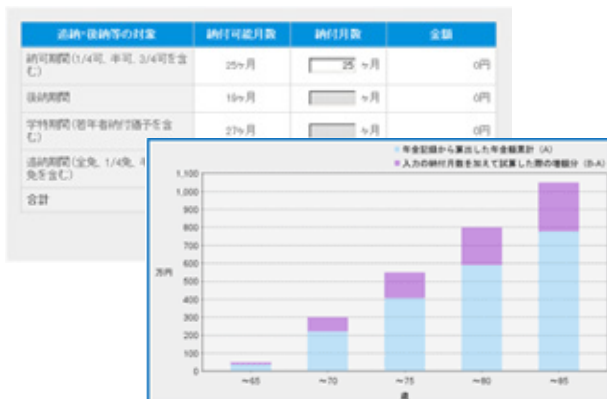 追納・後納等の対象 納付可能月数 納付月数 金額
納可期間(1/4可、半可、3/4可を含
む)
25ヶ月 25 ヶ月 0円
後納期間 19ヶ月 ヶ月 0円
学特期間(若年者納付猶予を含
む)
27ヶ月 ヶ月 0円
追納期間(全免、1/4免、
免を含む)
合計
年金記録から算出した年金額累計 (A)
入力の納付月数を加えて試算した際の増額分 (B-A)
万円
1,100
1,000
900
800
700
600
500
400
300
200
100
0
~65 ~70 ~75 ~80 ~85
歳